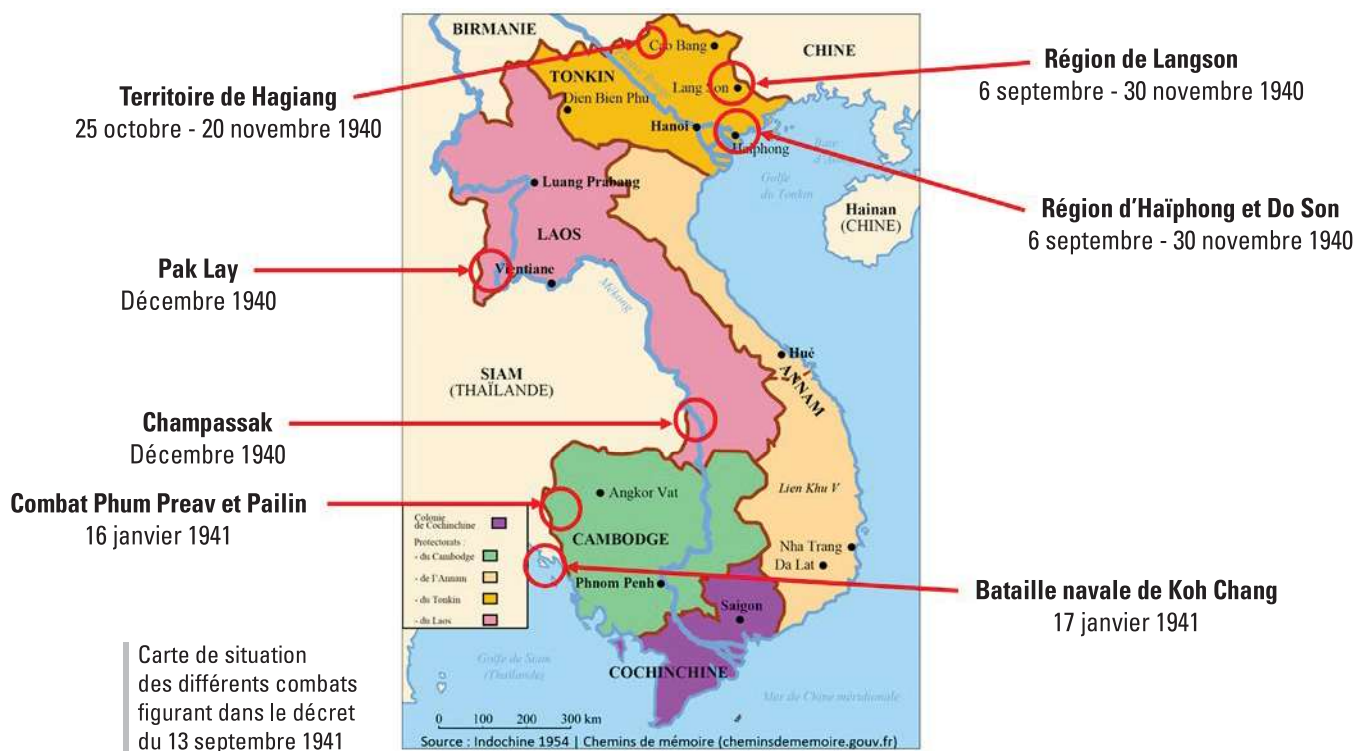 BIRMANIE
CHINE
Cao Bang
TONKIN
Lang Son
Dien Bien Phu
Hanoi
Haïphong
Golfe
du Tonkin
Hainan
(CHINE)
Luang Prabang
LAOS
Vientiane
Mékong
Hué
ANNAM
SIAM
(THAÏLANDE)
Lien Khu V
Angkor Vat
CAMBODGE
Nha Trang
Da Lat
Phnom Penh
Saigon
COCHINCHINE
Golfe du Siam
(Thaïlande)
Mer de Chine méridionale
Territoire de Hagiang
25 octobre - 20 novembre 1940
Région de Langson
6 septembre - 30 novembre 1940
Région d'Haïphong et Do Son
6 septembre - 30 novembre 1940
Pak Lay
Décembre 1940
Champassak
Décembre 1940
Combat Phum Preav et Pailin
16 janvier 1941
Bataille navale de Koh Chang
17 janvier 1941
Colonie
de Cochinchine
Protectorats :
- du Cambodge
- de l'Annam
- du Tonkin
- du Laos
0 100 200 300 km
Source : Indochine 1954 | Chemins de mémoire (cheminsdememoire.gouv.fr)
Carte de situation
des différents combats
figurant dans le décret
du 13 septembre 1941